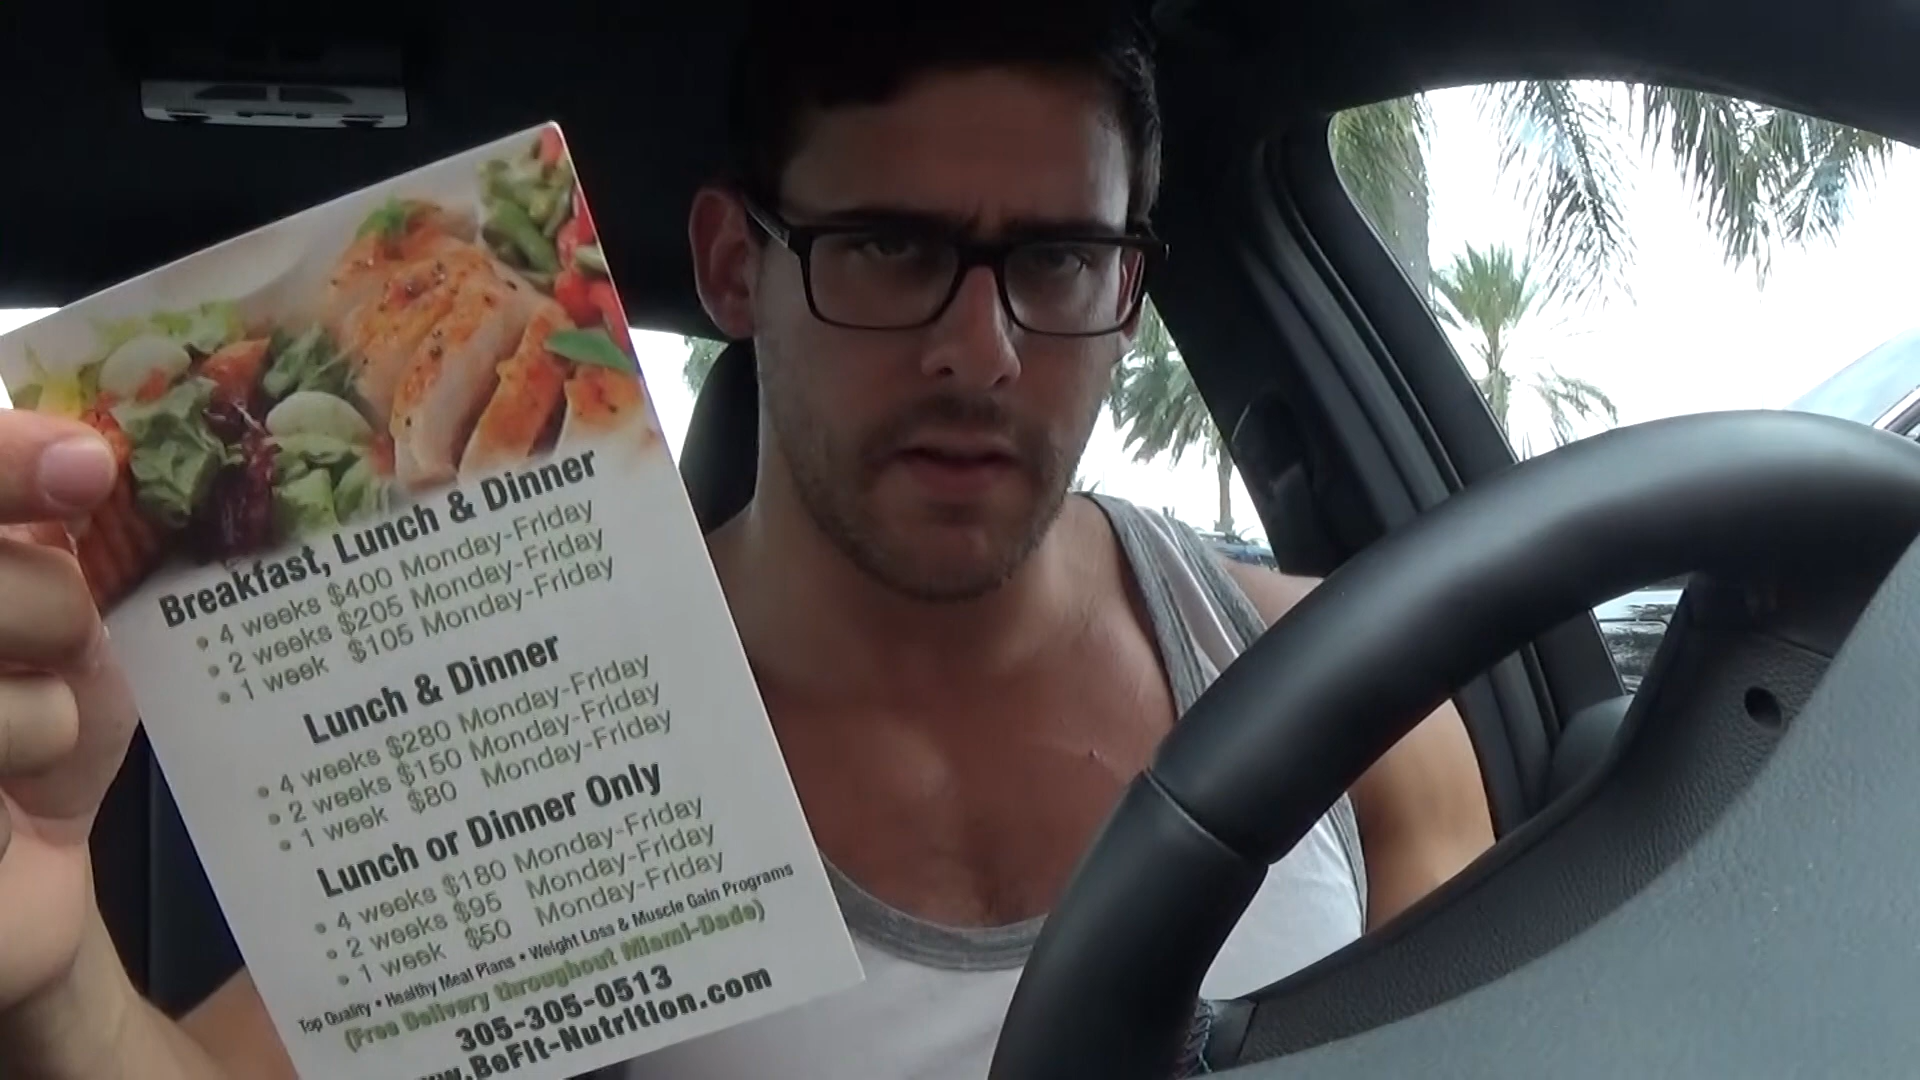 Breakfast, Lunch & Dinner
• 4 weeks $400 Monday-Friday
• 2 weeks $205 Monday-Friday
• 1 week $105 Monday-Friday
Lunch & Dinner
• 4 weeks $280 Monday-Friday
• 2 weeks $150 Monday-Friday
• 1 week $80 Monday-Friday
Lunch or Dinner Only
• 4 weeks $180 Monday-Friday
• 2 weeks $95 Monday-Friday
• 1 week $50 Monday-Friday
Top Quality • Healthy Meal Plans • Weight Loss & Muscle Gain Programs
(Free Delivery throughout Miami-Dade)
305-305-0513
ww.BeFit-Nutrition.com